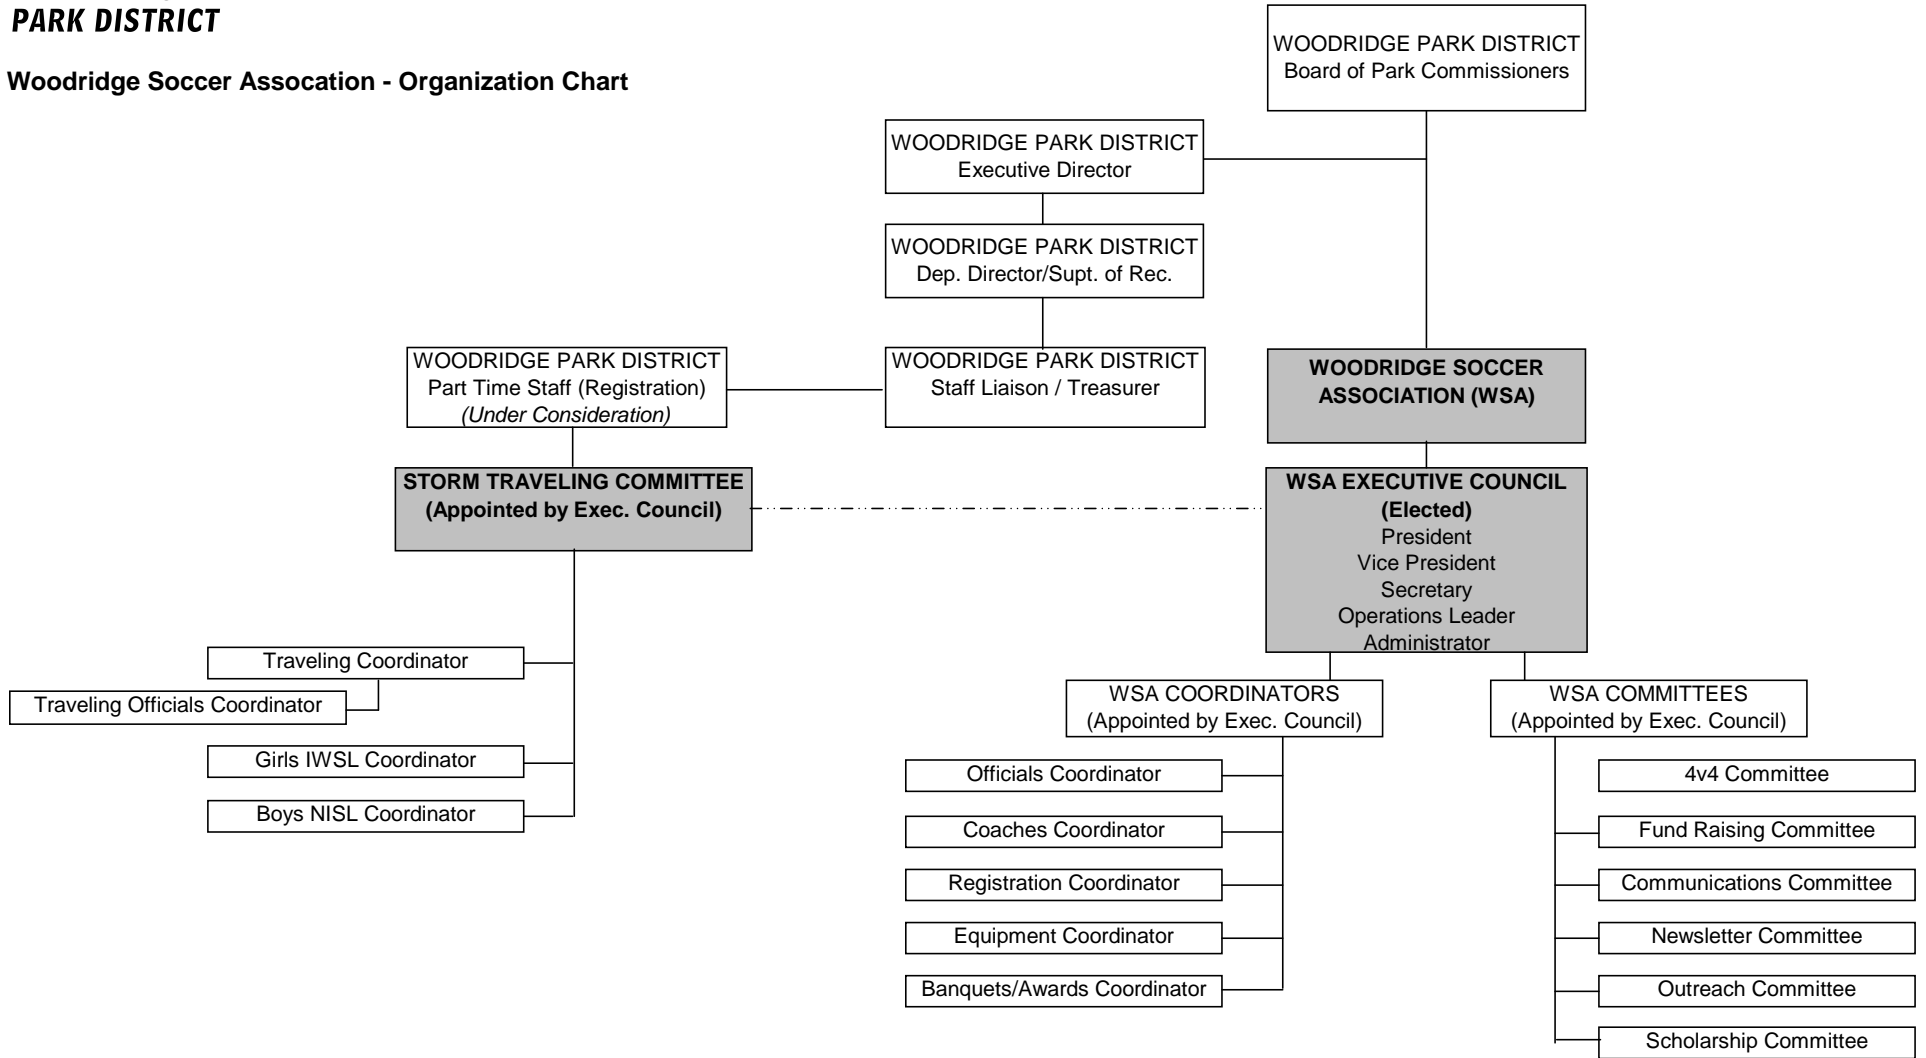 PARK DISTRICT
Woodridge Soccer Assocation - Organization Chart
WOODRIDGE PARK DISTRICT
Board of Park Commissioners
WOODRIDGE PARK DISTRICT
Executive Director
WOODRIDGE PARK DISTRICT
Dep. Director/Supt. of Rec.
WOODRIDGE PARK DISTRICT
Part Time Staff (Registration)
(Under Consideration)
WOODRIDGE PARK DISTRICT
Staff Liaison / Treasurer
WOODRIDGE SOCCER
ASSOCIATION (WSA)
STORM TRAVELING COMMITTEE
(Appointed by Exec. Council)
WSA EXECUTIVE COUNCIL
(Elected)
President
Vice President
Secretary
Operations Leader
Administrator
Traveling Coordinator
Traveling Officials Coordinator
Girls IWSL Coordinator
Boys NISL Coordinator
WSA COORDINATORS
(Appointed by Exec. Council)
Officials Coordinator
Coaches Coordinator
Registration Coordinator
Equipment Coordinator
Banquets/Awards Coordinator
WSA COMMITTEES
(Appointed by Exec. Council)
4v4 Committee
Fund Raising Committee
Communications Committee
Newsletter Committee
Outreach Committee
Scholarship Committee